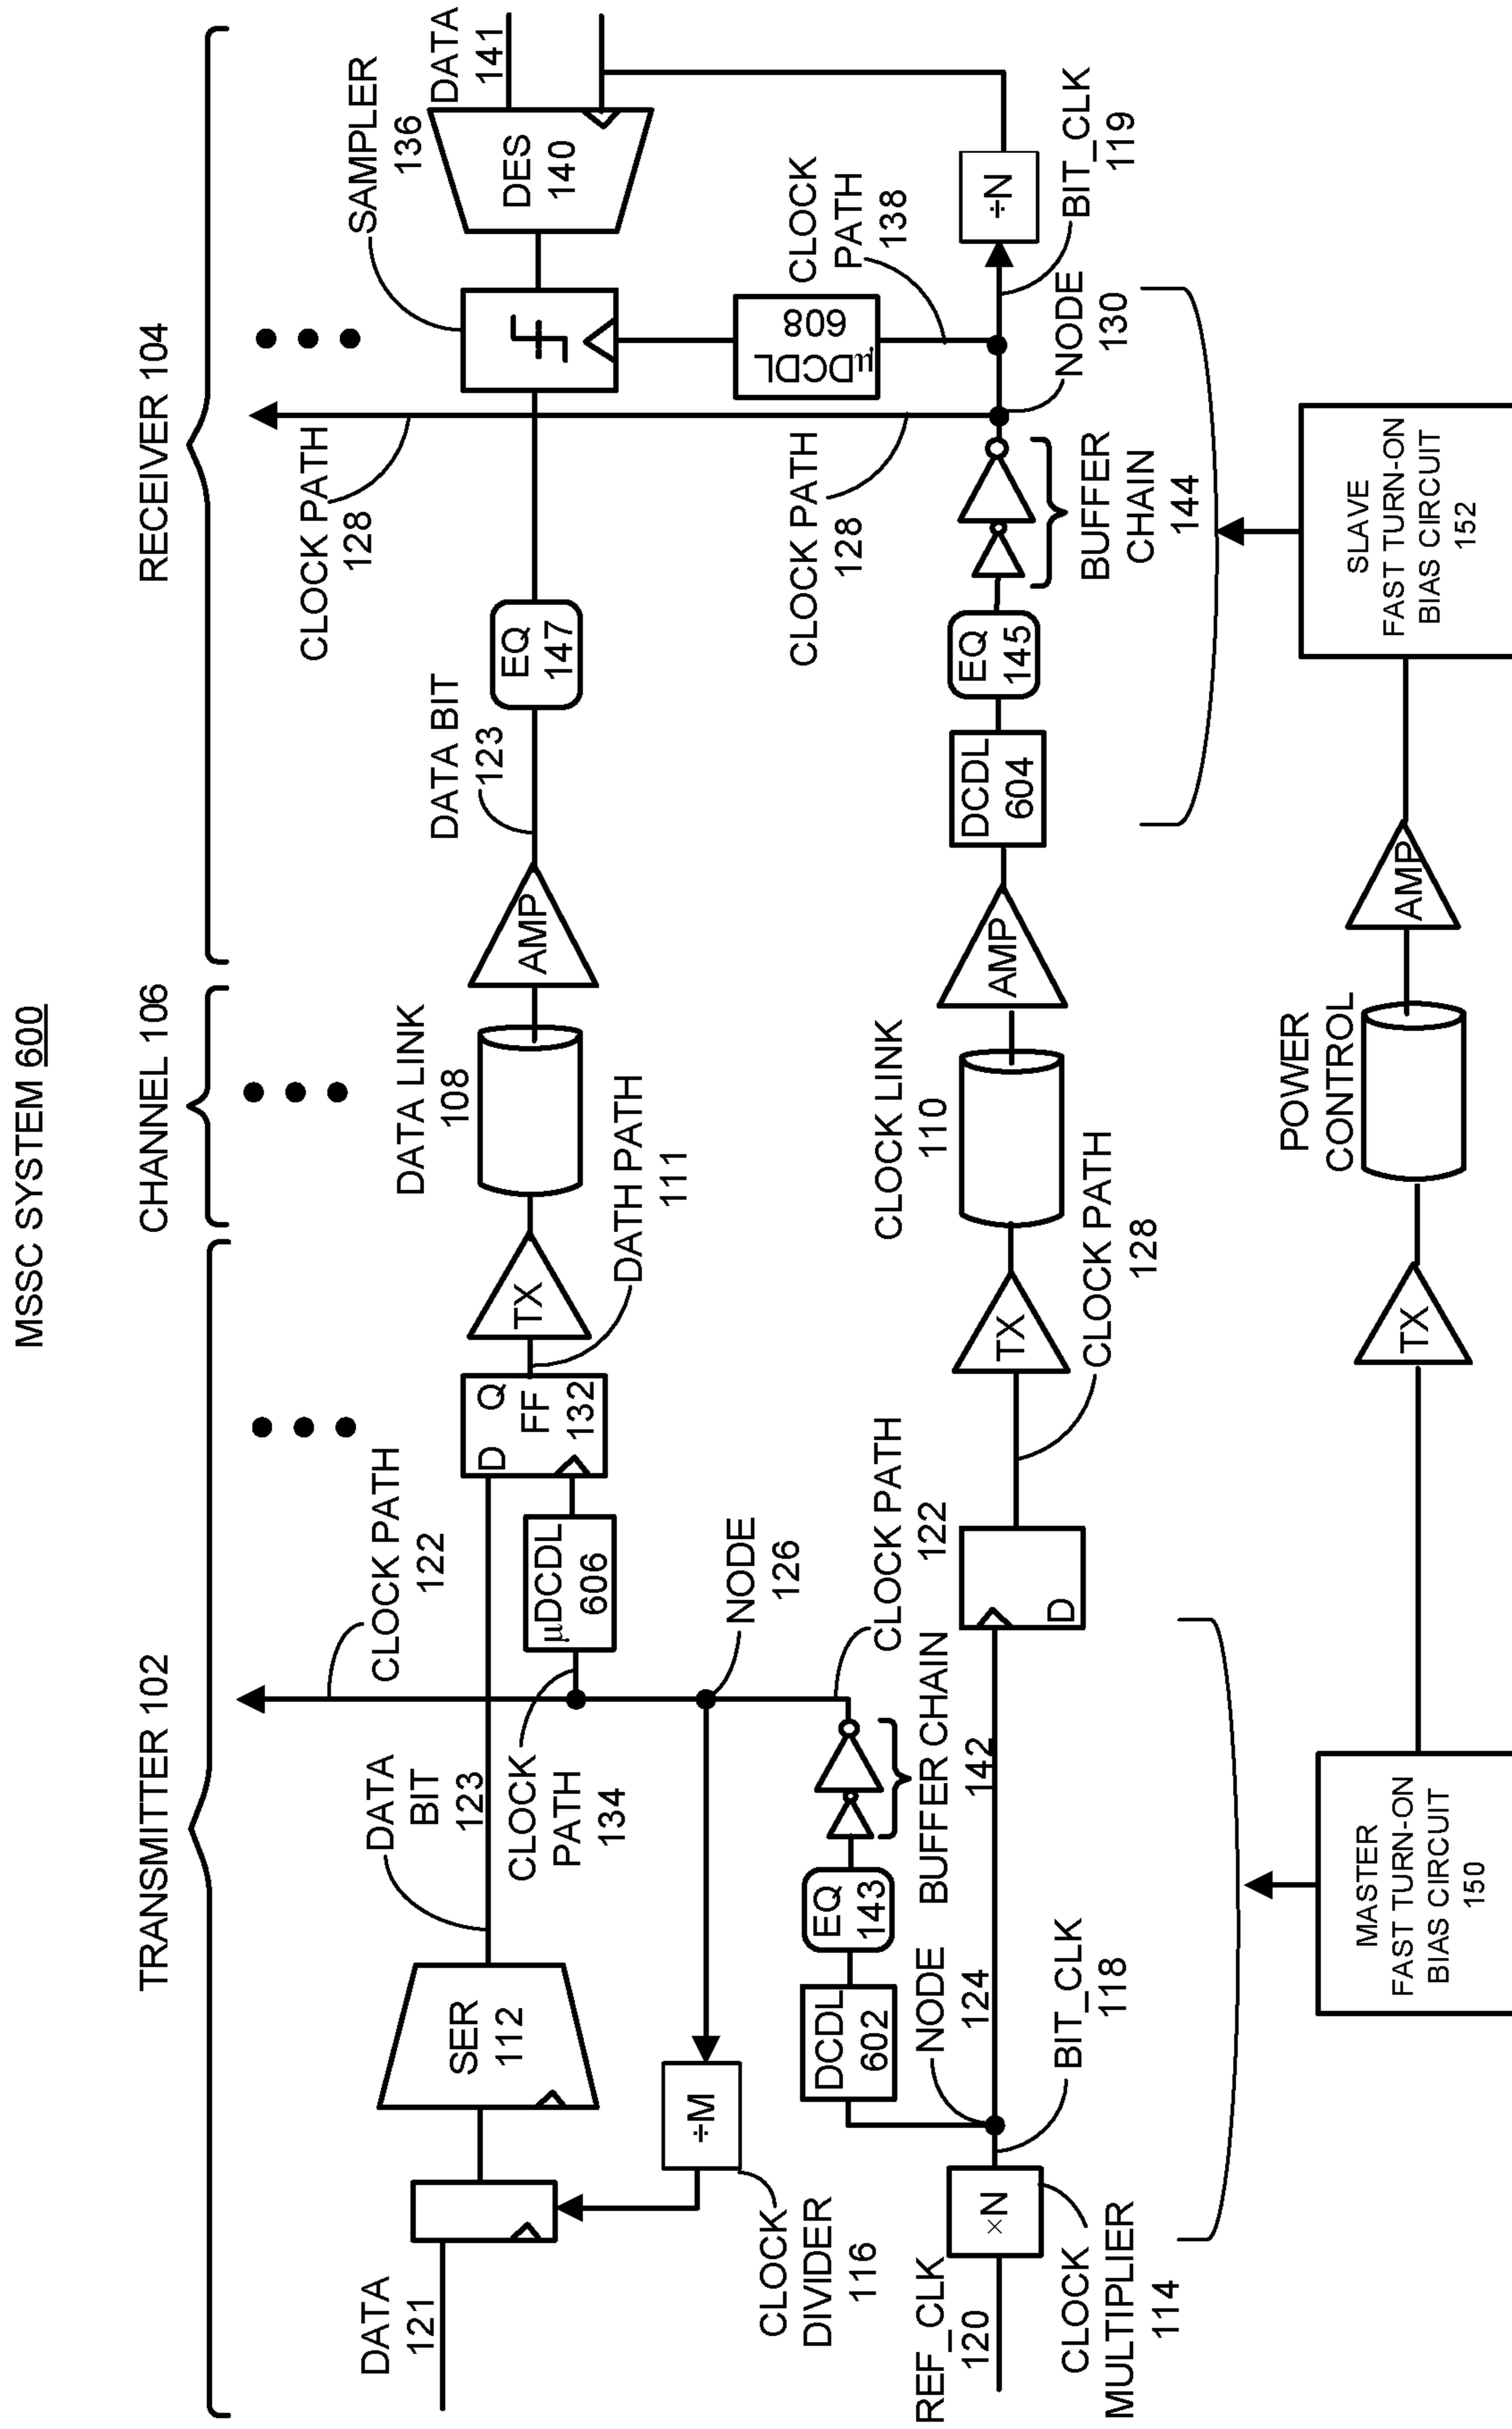 MSSC SYSTEM 600
TRANSMITTER 102
CHANNEL 106
RECEIVER 104
DATA
121
SER
112
DATA
BIT
123
CLOCK PATH
122
CLOCK
PATH
134
µDCDL
606
D Q
FF
132
TX
DATH PATH
111
DATA LINK
108
AMP
DATA BIT
123
EQ
147
CLOCK PATH
128
SAMPLER
136
DES
140
DATA
141
÷M
CLOCK
DIVIDER
116
NODE
126
DCDL
602
EQ
143
BUFFER CHAIN
142
CLOCK PATH
122
REF_CLK
120
×N
CLOCK
MULTIPLIER
114
NODE
124
BIT_CLK
118
D
TX
CLOCK PATH
128
CLOCK LINK
110
AMP
DCDL
604
EQ
145
BUFFER
CHAIN
144
CLOCK PATH
128
µDCDL
608
CLOCK
PATH
138
NODE
130
÷N
BIT_CLK
119
MASTER
FAST TURN-ON
BIAS CIRCUIT
150
TX
POWER
CONTROL
AMP
SLAVE
FAST TURN-ON
BIAS CIRCUIT
152